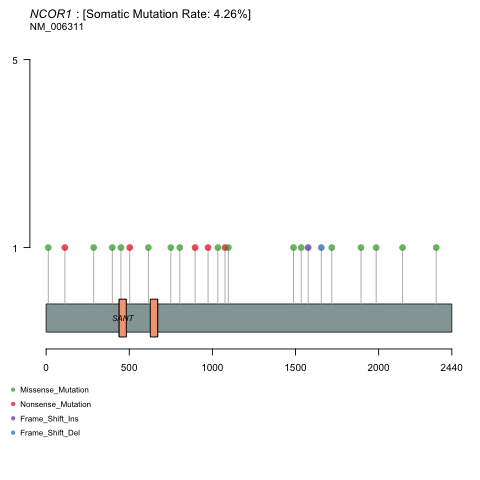 NCOR1 : [Somatic Mutation Rate: 4.26%]
NM_006311
5
1
SANT
0 500 1000 1500 2000 2440
Missense_Mutation
Nonsense_Mutation
Frame_Shift_Ins
Frame_Shift_Del